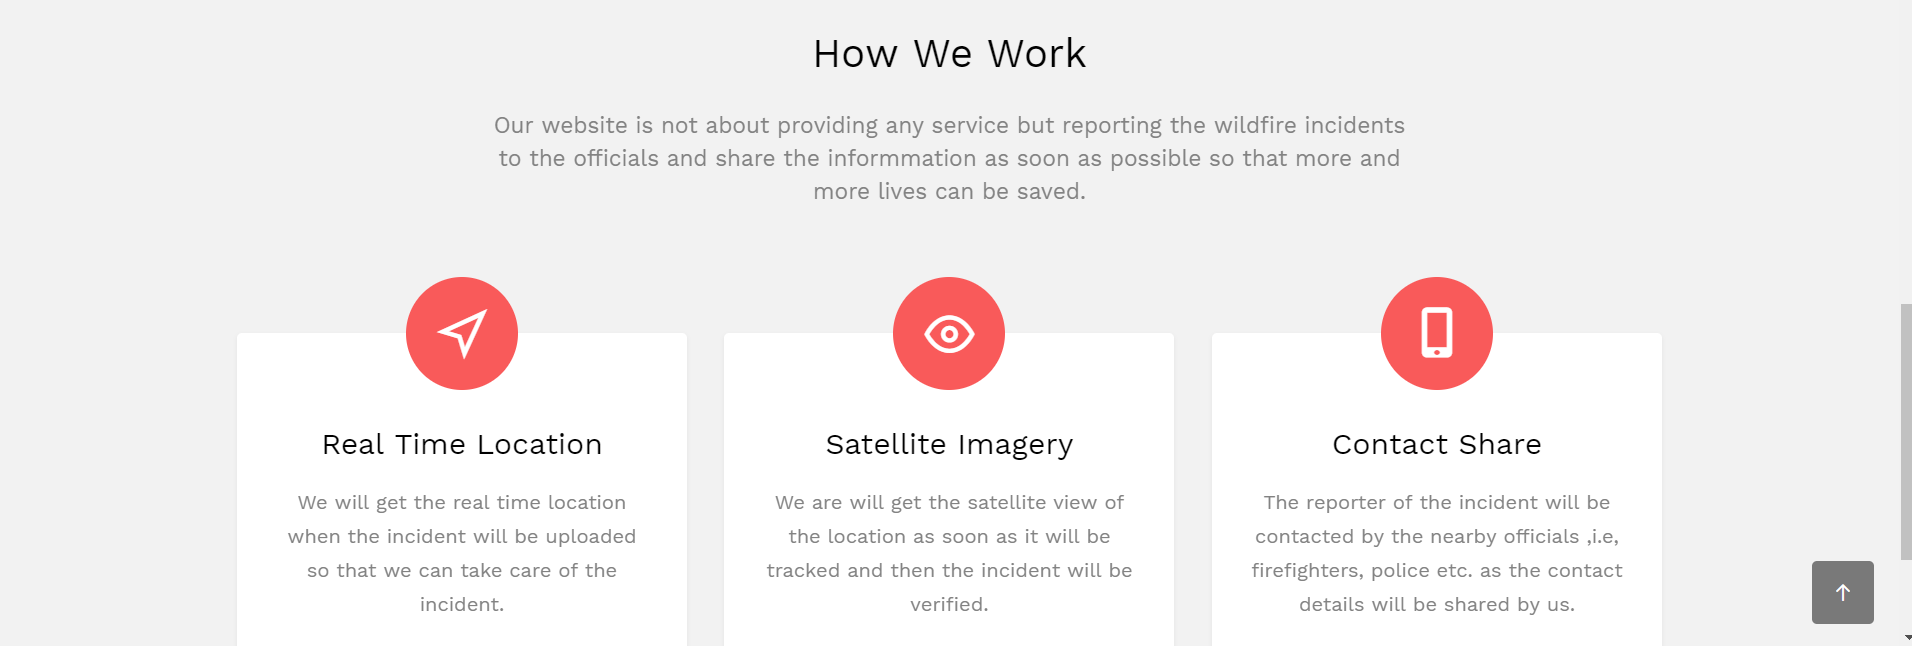 How We Work
Our website is not about providing any service but reporting the wildfire incidents
to the officials and share the informmation as soon as possible so that more and
more lives can be saved.
Real Time Location
We will get the real time location
when the incident will be uploaded
so that we can take care of the
incident.
Satellite Imagery
We are will get the satellite view of
the location as soon as it will be
tracked and then the incident will be
verified.
Contact Share
The reporter of the incident will be
contacted by the nearby officials ,i.e,
firefighters, police etc. as the contact
details will be shared by us.